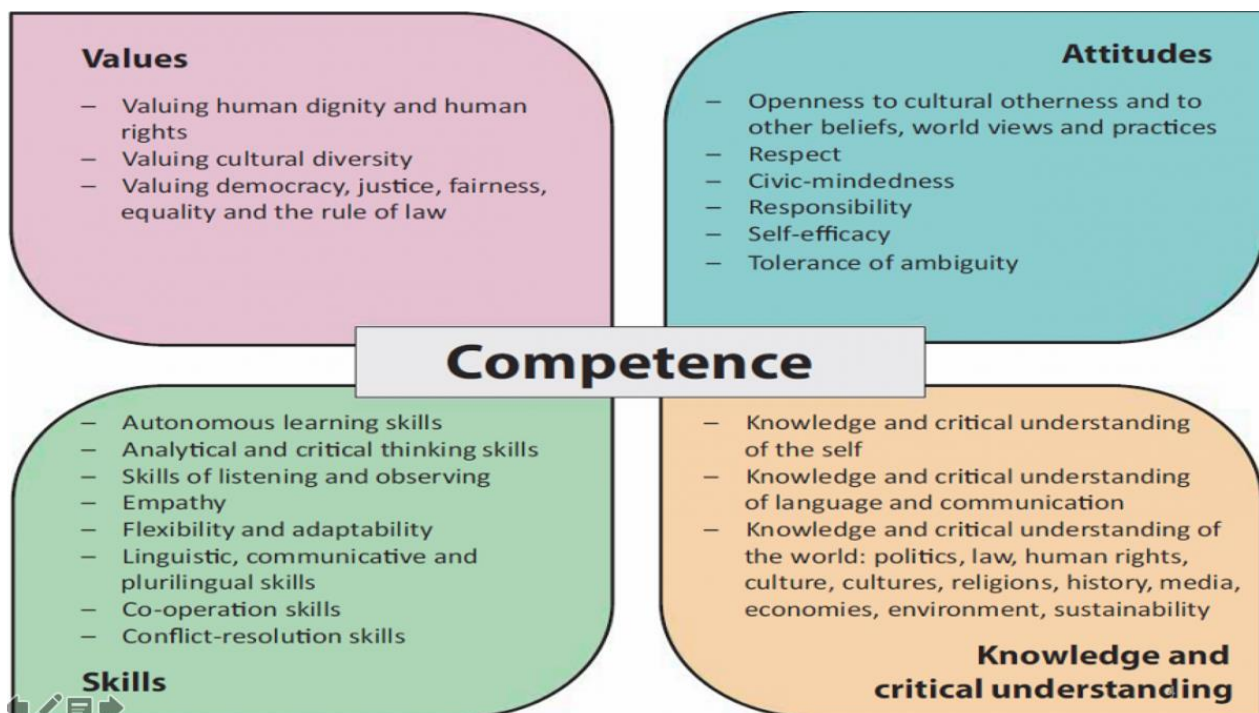 Values
– Valuing human dignity and human
rights
– Valuing cultural diversity
– Valuing democracy, justice, fairness,
equality and the rule of law
Attitudes
– Openness to cultural otherness and to
other beliefs, world views and practices
– Respect
– Civic-mindedness
– Responsibility
– Self-efficacy
– Tolerance of ambiguity
Competence
– Autonomous learning skills
– Analytical and critical thinking skills
– Skills of listening and observing
– Empathy
– Flexibility and adaptability
– Linguistic, communicative and
plurilingual skills
– Co-operation skills
– Conflict-resolution skills
Skills
– Knowledge and critical understanding
of the self
– Knowledge and critical understanding
of language and communication
– Knowledge and critical understanding of
the world: politics, law, human rights,
culture, cultures, religions, history, media,
economies, environment, sustainability
Knowledge and
critical understanding